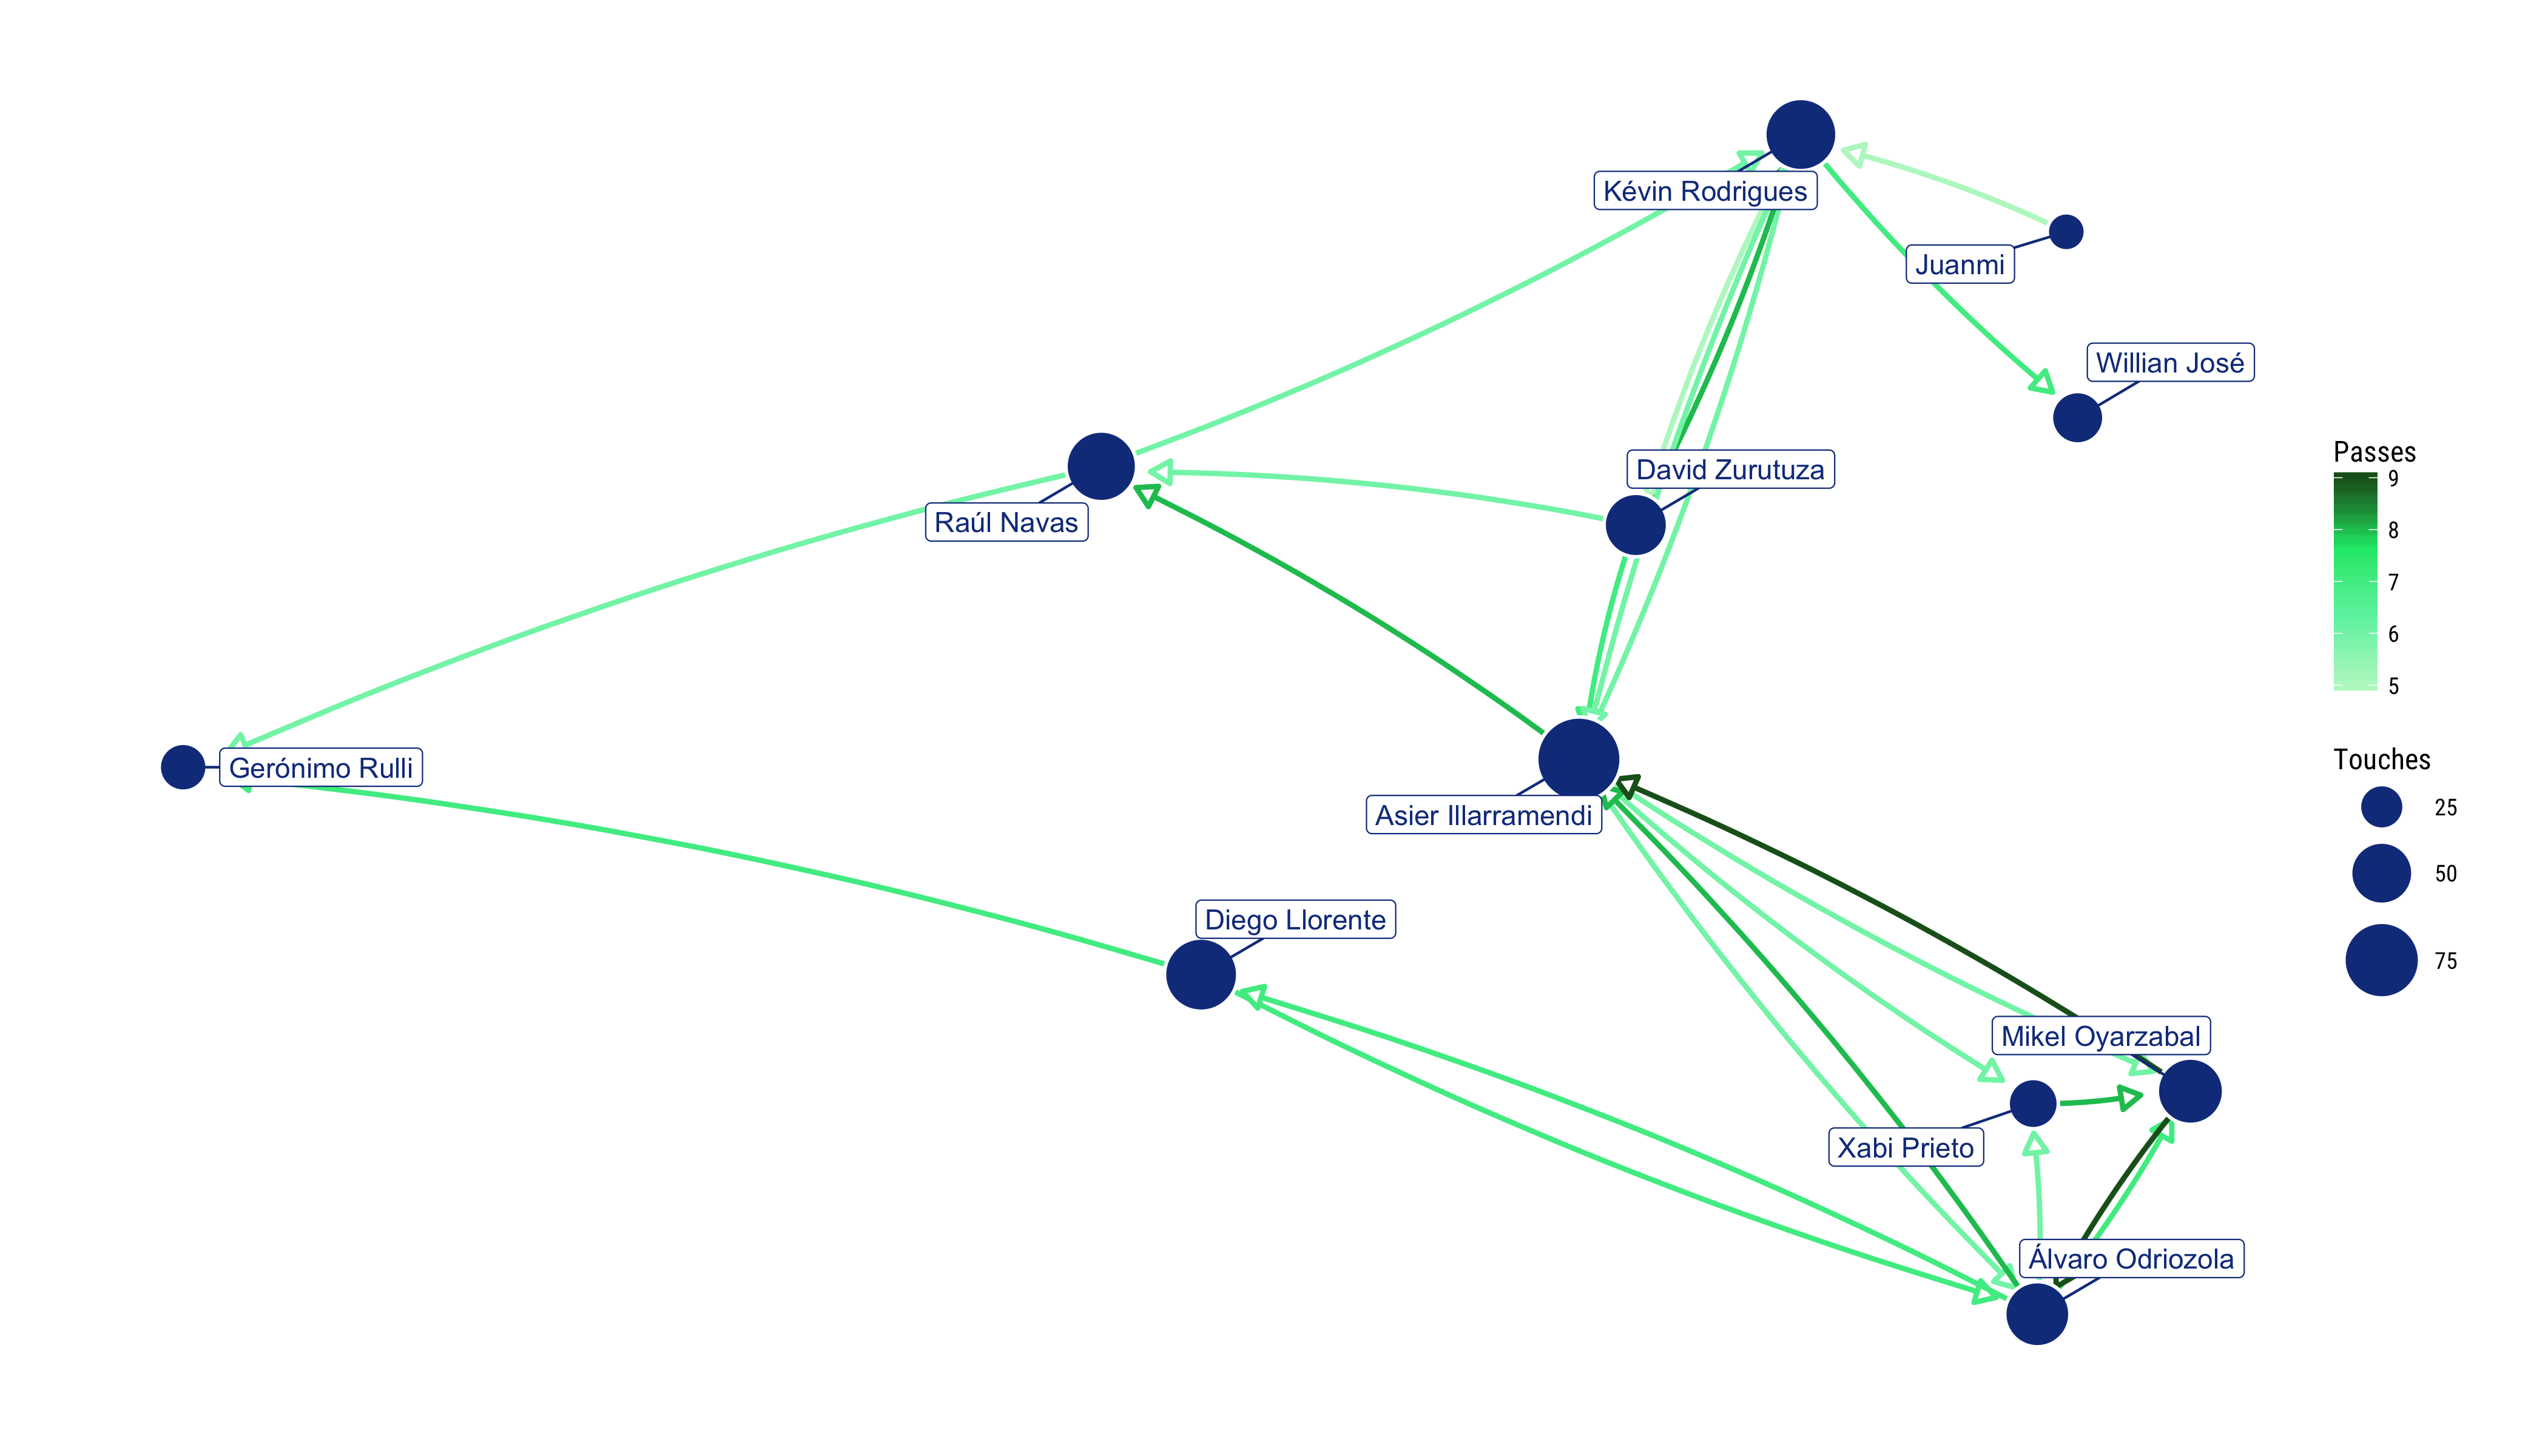 Kévin Rodrigues
Juanmi
Willian José
David Zurutuza
Raúl Navas
Gerónimo Rulli
Asier Illarramendi
Diego Llorente
Mikel Oyarzabal
Xabi Prieto
Álvaro Odriozola
Passes
9
8
7
6
5
Touches
25
50
75